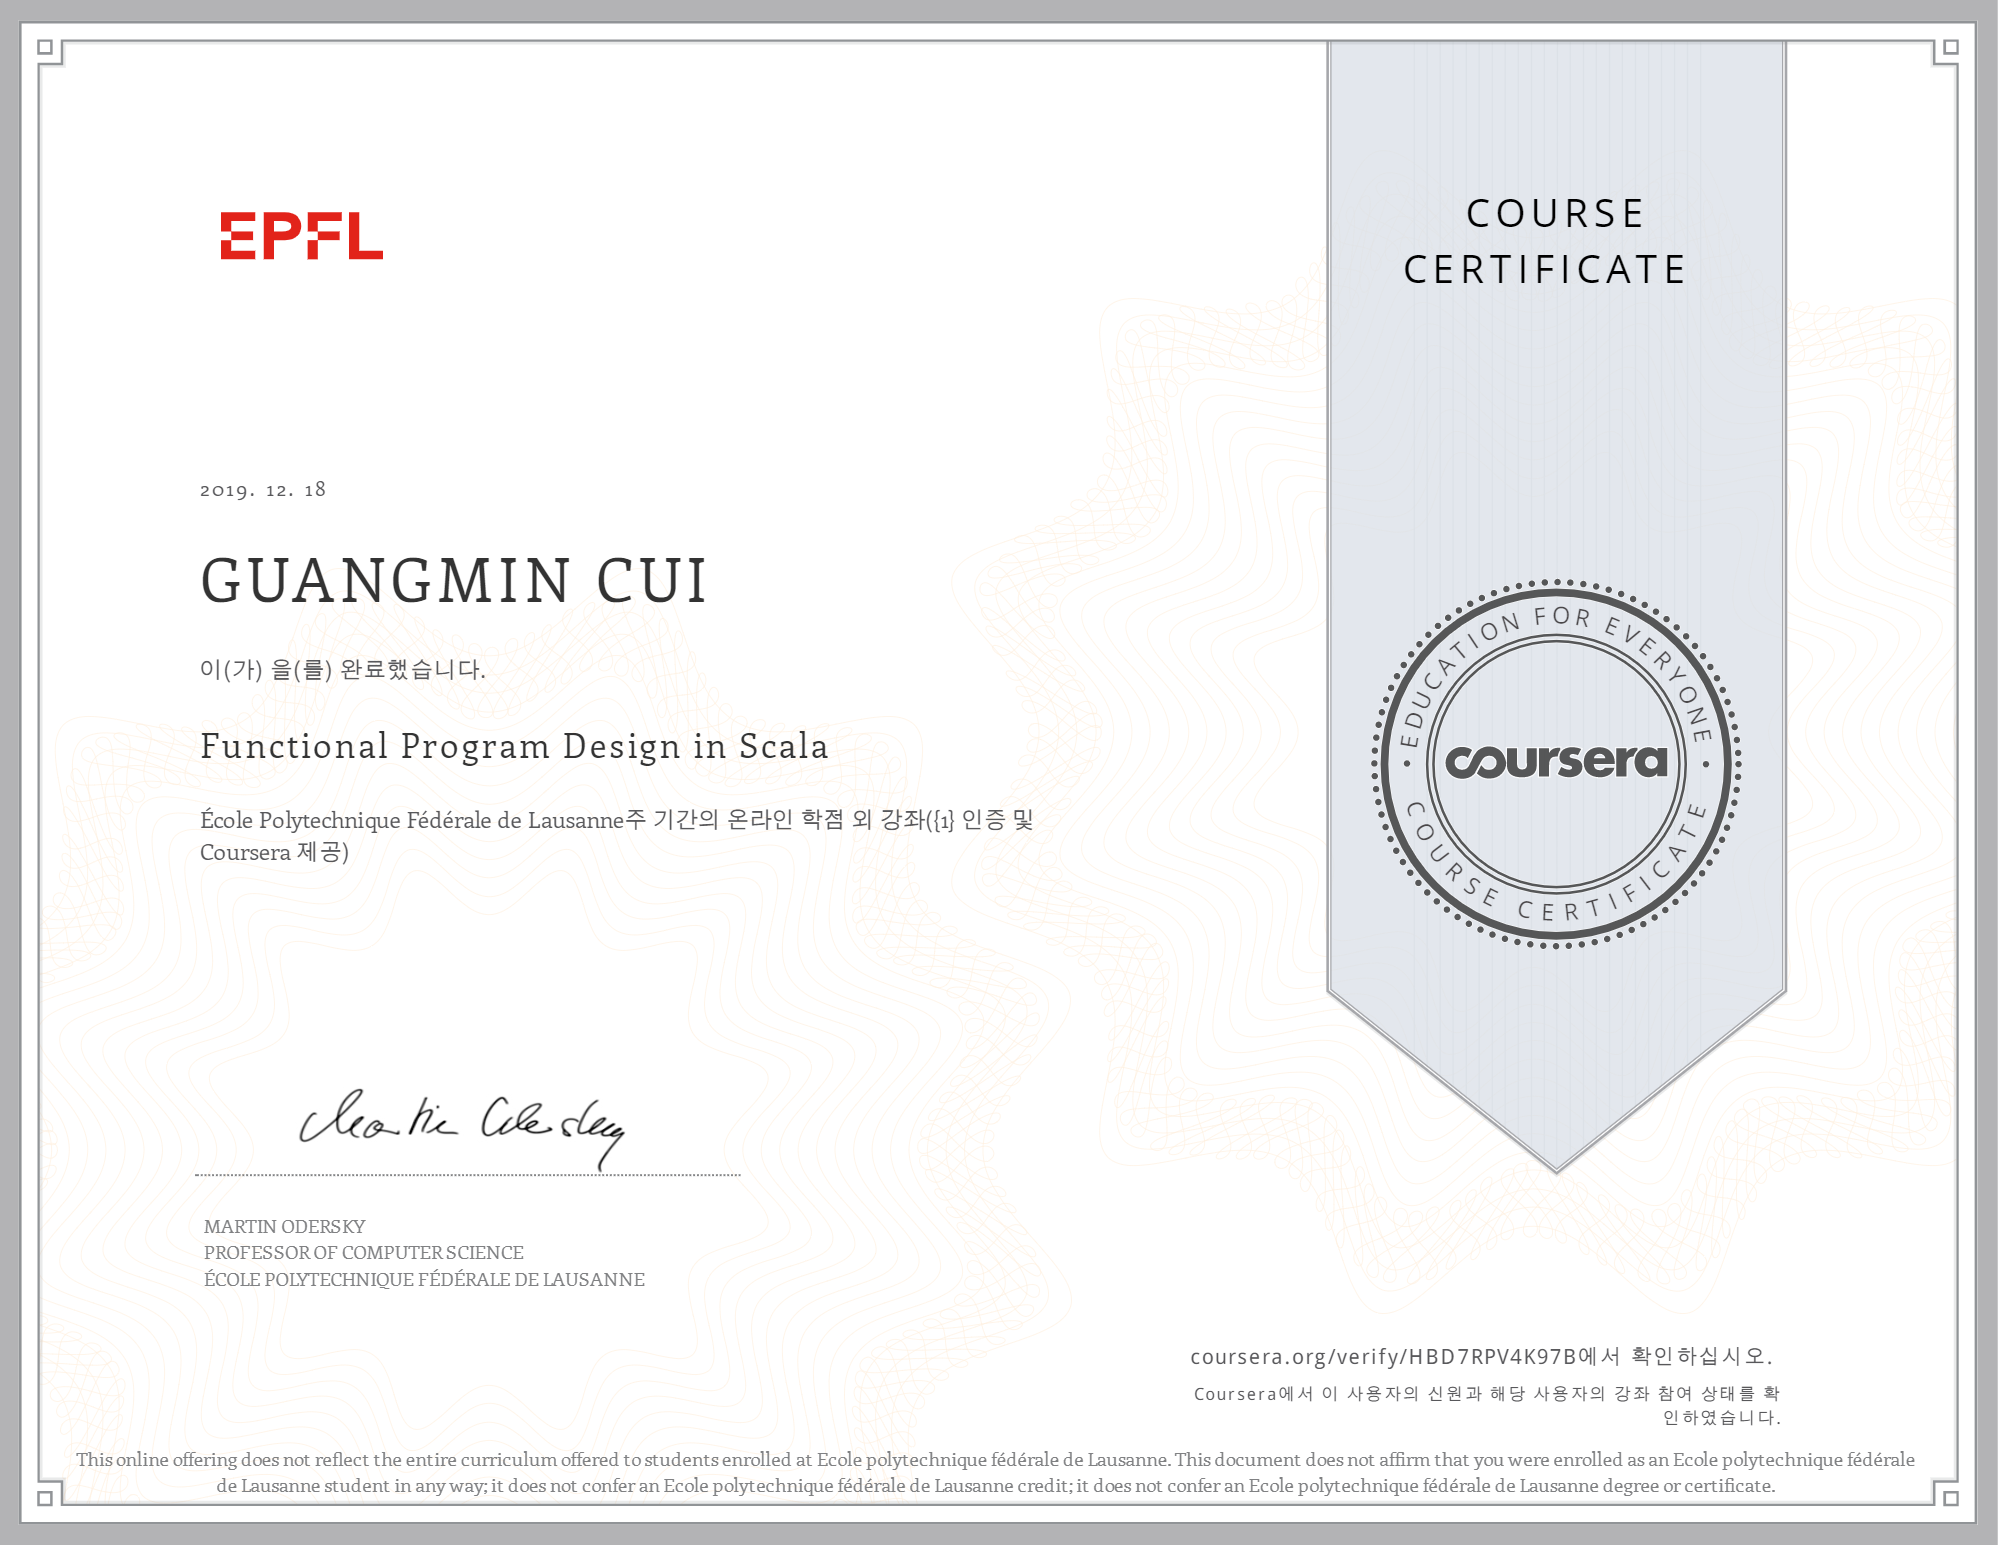 EPFL
COURSE
CERTIFICATE
2019. 12. 18
GUANGMIN CUI
이(가) 을(를) 완료했습니다.
Functional Program Design in Scala
École Polytechnique Fédérale de Lausanne주 기간의 온라인 학점 외 강좌({1} 인증 및
Coursera 제공)
EDUCATION FOR EVERYONE
coursera
COURSE CERTIFICATE
Martin Odersky
MARTIN ODERSKY
PROFESSOR OF COMPUTER SCIENCE
ÉCOLE POLYTECHNIQUE FÉDÉRALE DE LAUSANNE
coursera.org/verify/HBD7RPV4K97B에서 확인하십시오.
Coursera에서 이 사용자의 신원과 해당 사용자의 강좌 참여 상태를 확
인하였습니다.
This online offering does not reflect the entire curriculum offered to students enrolled at Ecole polytechnique fédérale de Lausanne. This document does not affirm that you were enrolled as an Ecole polytechnique fédérale
de Lausanne student in any way; it does not confer an Ecole polytechnique fédérale de Lausanne credit; it does not confer an Ecole polytechnique fédérale de Lausanne degree or certificate.